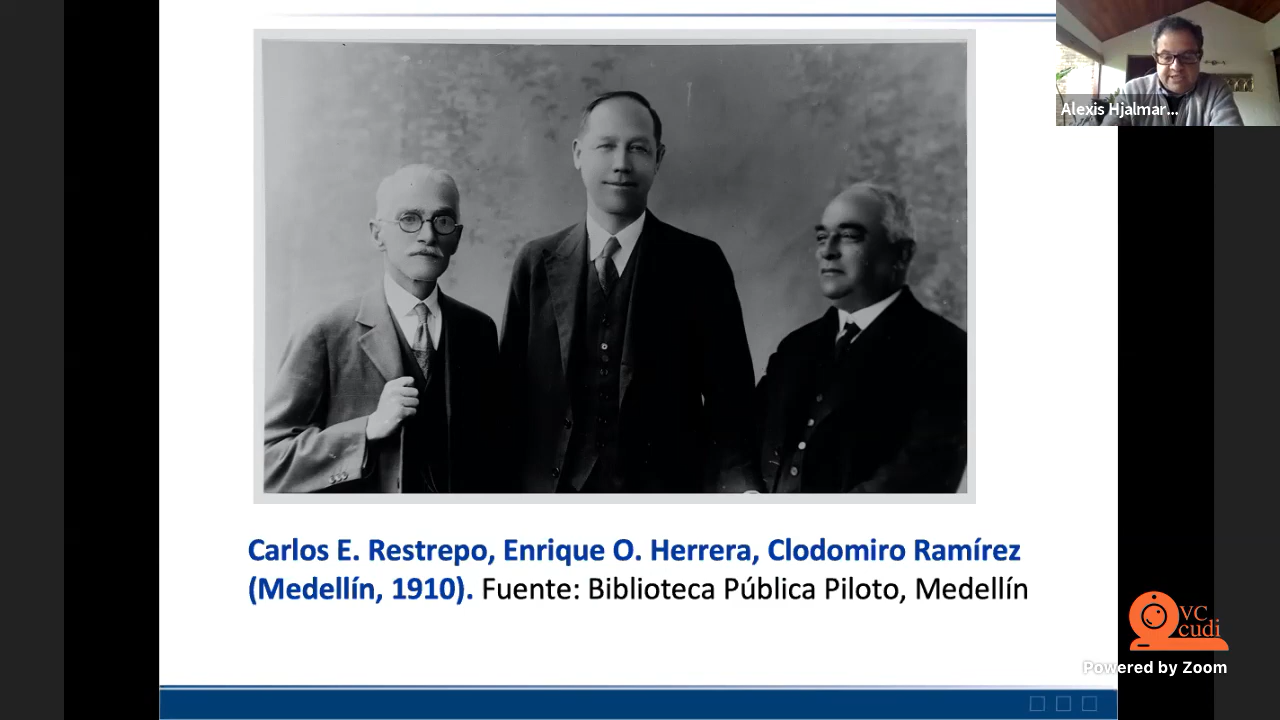 Alexis Hjalmar...
Carlos E. Restrepo, Enrique O. Herrera, Clodomiro Ramírez
(Medellín, 1910). Fuente: Biblioteca Pública Piloto, Medellín
VC
cudi
Powered by Zoom